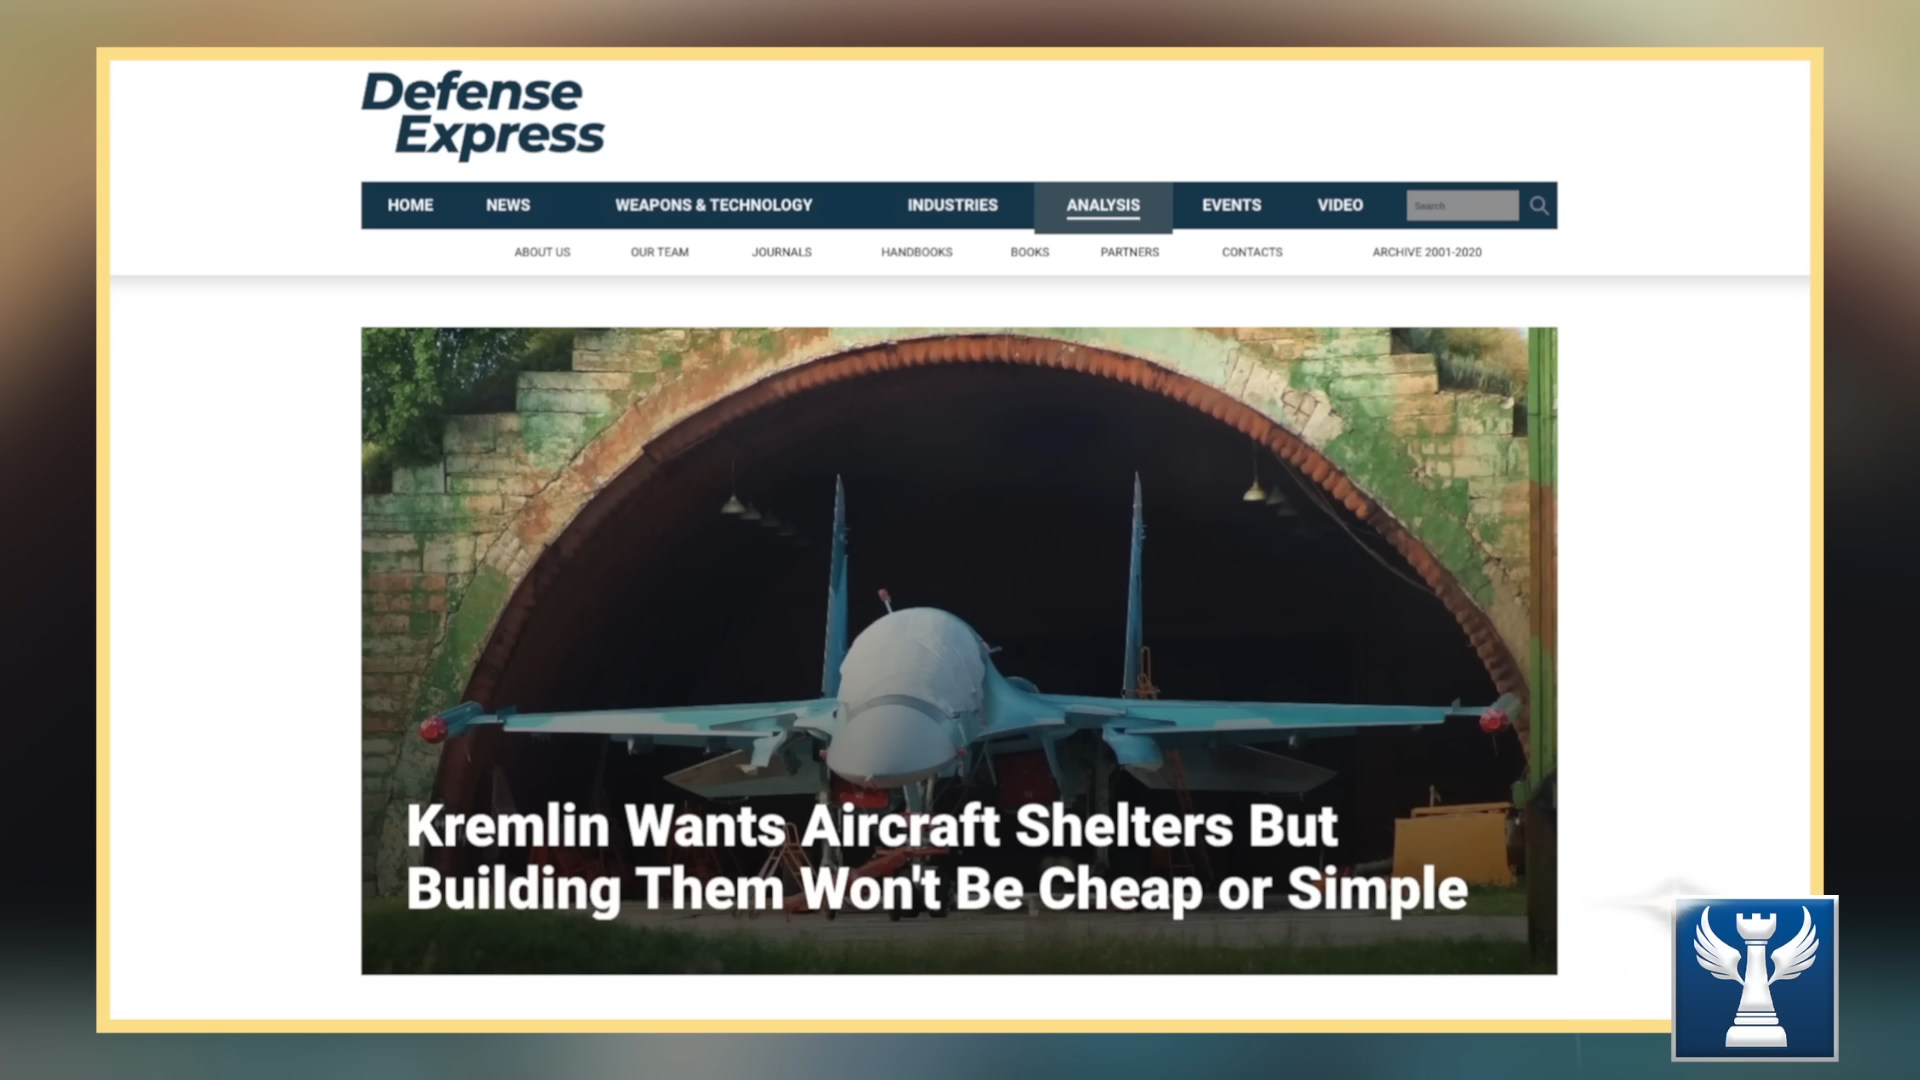 Defense
Express
HOME NEWS WEAPONS & TECHNOLOGY INDUSTRIES ANALYSIS EVENTS VIDEO Search
ABOUT US OUR TEAM JOURNALS HANDBOOKS BOOKS PARTNERS CONTACTS ARCHIVE 2001-2020
Kremlin Wants Aircraft Shelters But
Building Them Won't Be Cheap or Simple